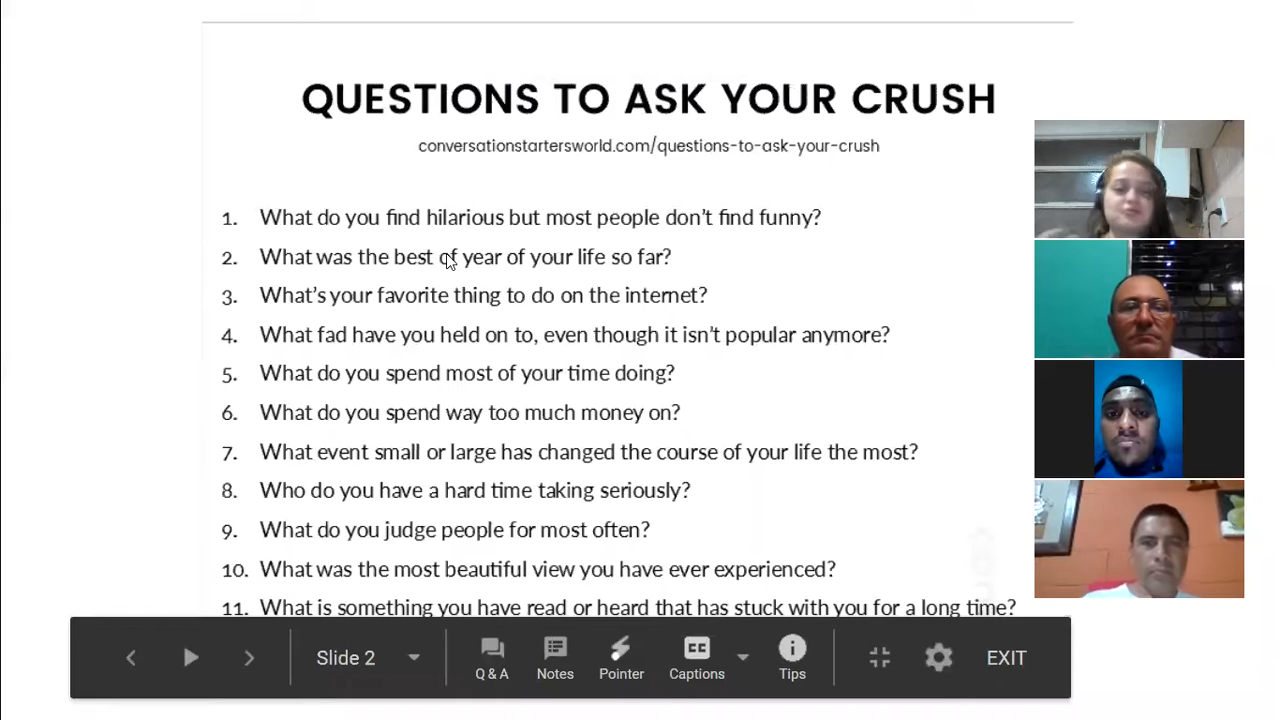 QUESTIONS TO ASK YOUR CRUSH
conversationstartersworld.com/questions-to-ask-your-crush
1. What do you find hilarious but most people don't find funny?
2. What was the best of year of your life so far?
3. What's your favorite thing to do on the internet?
4. What fad have you held on to, even though it isn't popular anymore?
5. What do you spend most of your time doing?
6. What do you spend way too much money on?
7. What event small or large has changed the course of your life the most?
8. Who do you have a hard time taking seriously?
9. What do you judge people for most often?
10. What was the most beautiful view you have ever experienced?
11. What is something you have read or heard that has stuck with you for a long time?
Slide 2
Q & A
Notes
Pointer
CC
Captions
Tips
EXIT